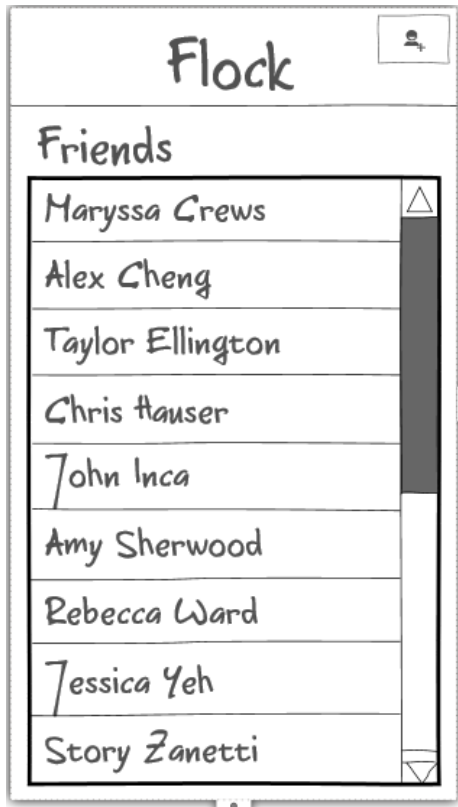 Flock
Friends
Maryssa Crews
Alex Cheng
Taylor Ellington
Chris Hauser
John Inca
Amy Sherwood
Rebecca Ward
Jessica Yeh
Story Zanetti